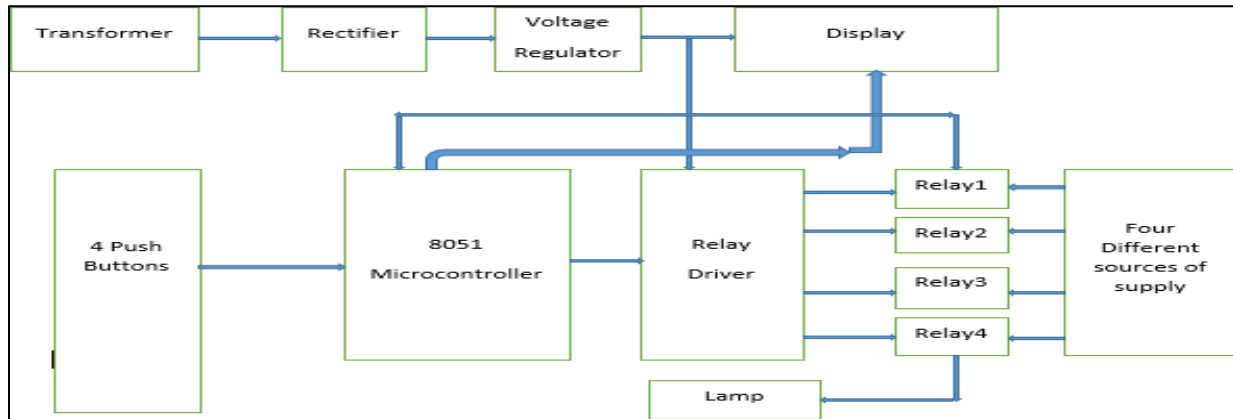 Transformer
Rectifier
Voltage
Regulator
Display
4 Push
Buttons
8051
Microcontroller
Relay
Driver
Relay1
Relay2
Relay3
Relay4
Four
Different
sources of
supply
Lamp